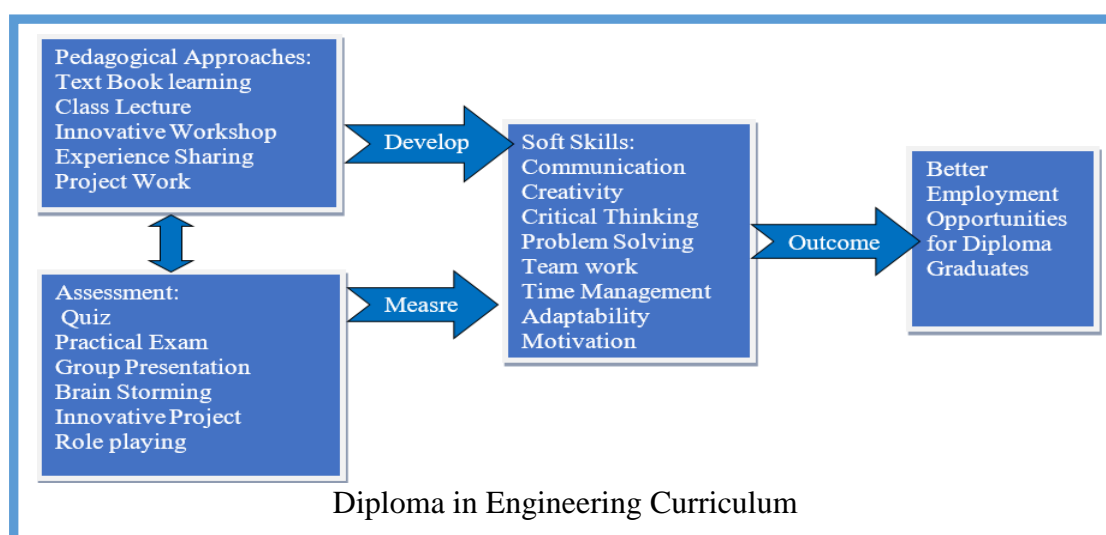 Pedagogical Approaches:
Text Book learning
Class Lecture
Innovative Workshop
Experience Sharing
Project Work
Develop
Assessment:
Quiz
Practical Exam
Group Presentation
Brain Storming
Innovative Project
Role playing
Measre
Soft Skills:
Communication
Creativity
Critical Thinking
Problem Solving
Team work
Time Management
Adaptability
Motivation
Outcome
Better
Employment
Opportunities
for Diploma
Graduates
Diploma in Engineering Curriculum